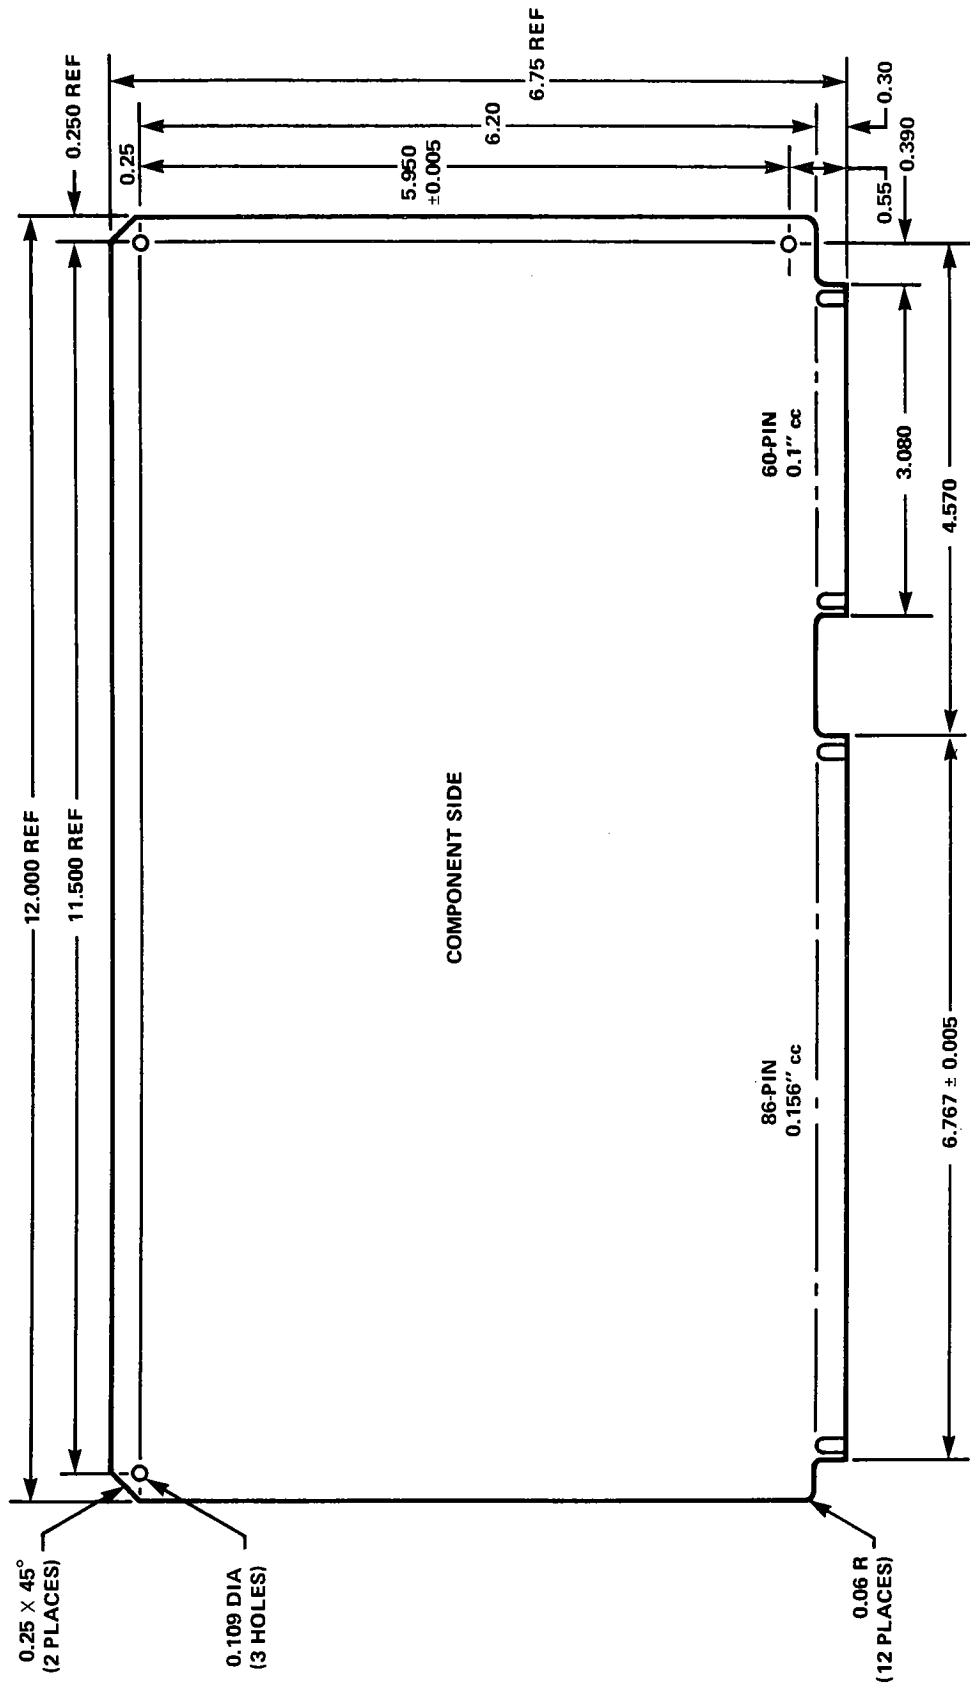 0.25 × 45°
(2 PLACES)
12.000 REF
11.500 REF
0.250 REF
0.25
0.109 DIA
(3 HOLES)
5.950
±0.005
6.20
6.75 REF
COMPONENT SIDE
86-PIN
0.156" cc
60-PIN
0.1" cc
0.55
0.30
0.390
0.06 R
(12 PLACES)
3.080
4.570
6.767 ± 0.005